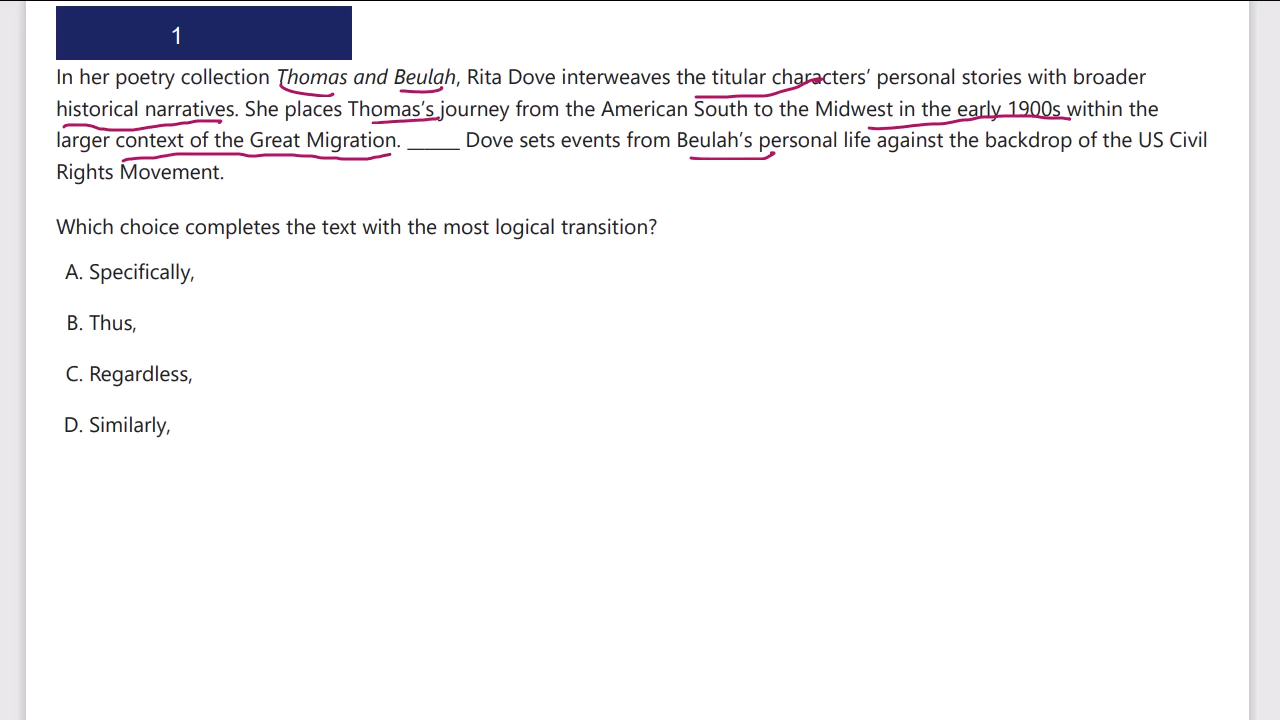 1
In her poetry collection Thomas and Beulah, Rita Dove interweaves the titular characters’ personal stories with broader
historical narratives. She places Thomas’s journey from the American South to the Midwest in the early 1900s within the
larger context of the Great Migration. _____ Dove sets events from Beulah’s personal life against the backdrop of the US Civil
Rights Movement.
Which choice completes the text with the most logical transition?
A. Specifically,
B. Thus,
C. Regardless,
D. Similarly,